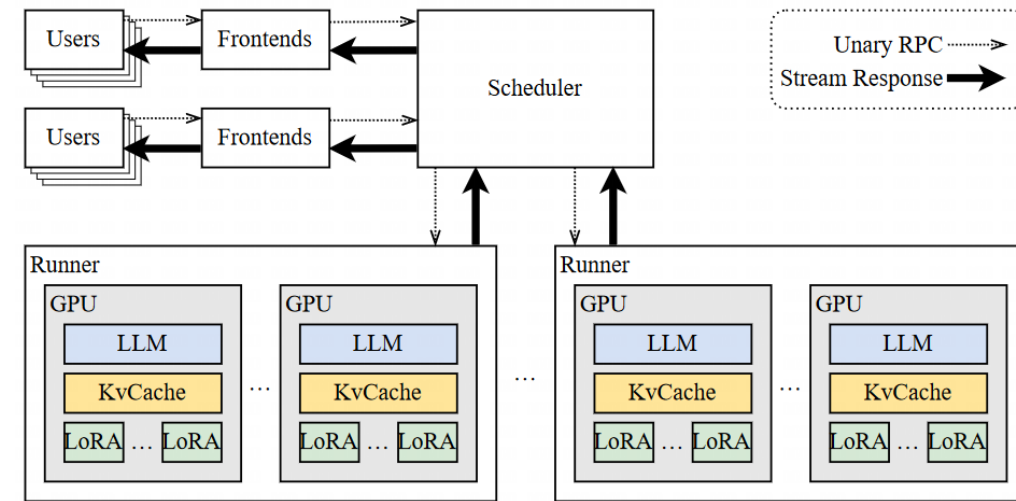 Users
Frontends
Scheduler
Unary RPC
Stream Response
Users
Frontends
Runner
GPU
LLM
KvCache
LoRA ... LoRA
...
GPU
LLM
KvCache
LoRA ... LoRA
...
Runner
GPU
LLM
KvCache
LoRA ... LoRA
...
GPU
LLM
KvCache
LoRA ... LoRA